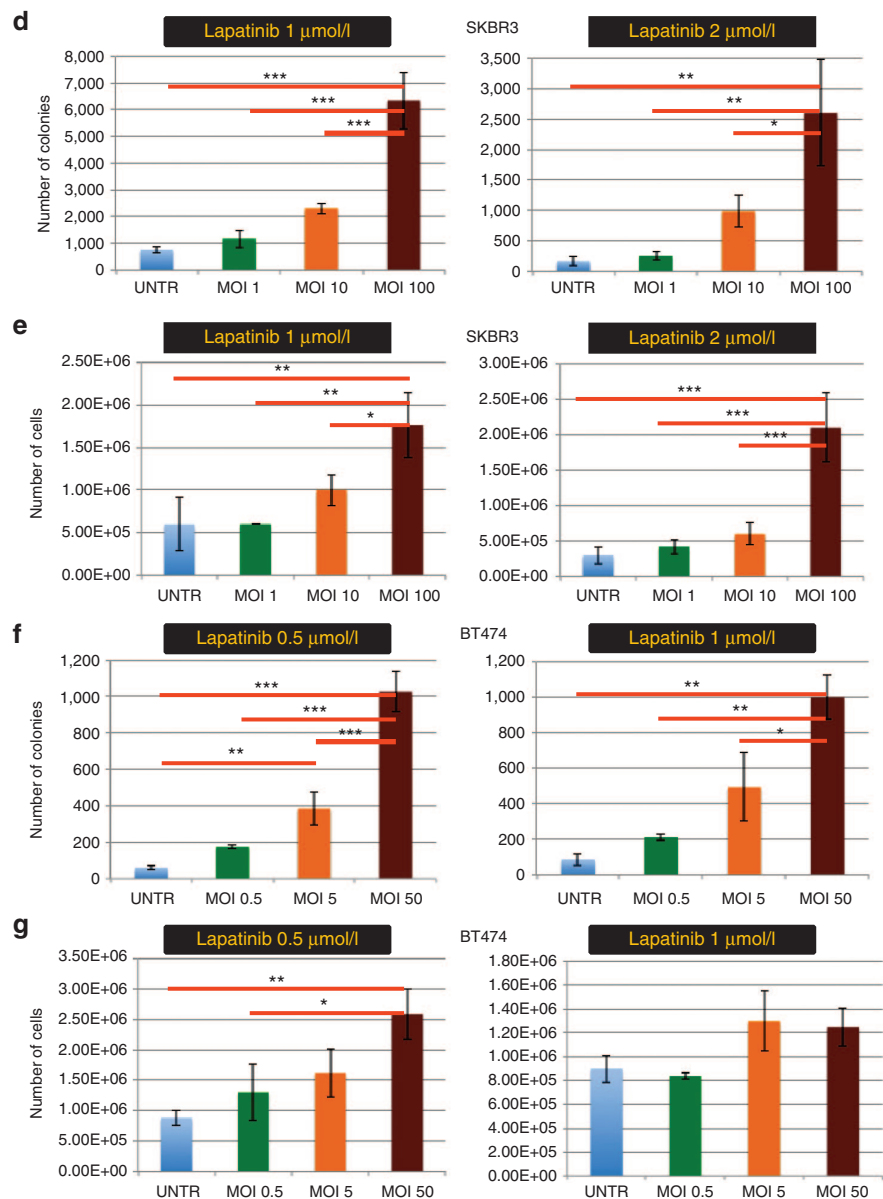 d
Lapatinib 1 μmol/l
SKBR3
Lapatinib 2 μmol/l
Number of colonies
8,000
7,000
6,000
5,000
4,000
3,000
2,000
1,000
0
***
***
***
UNTR MOI 1 MOI 10 MOI 100
3,500
3,000
2,500
2,000
1,500
1,000
500
0
**
**
*
UNTR MOI 1 MOI 10 MOI 100
e
Lapatinib 1 μmol/l
SKBR3
Lapatinib 2 μmol/l
Number of cells
2.50E+06
2.00E+06
1.50E+06
1.00E+06
5.00E+05
0.00E+00
**
**
*
UNTR MOI 1 MOI 10 MOI 100
3.00E+06
2.50E+06
2.00E+06
1.50E+06
1.00E+06
5.00E+05
0.00E+00
***
***
***
UNTR MOI 1 MOI 10 MOI 100
f
Lapatinib 0.5 μmol/l
BT474
Lapatinib 1 μmol/l
Number of colonies
1,200
1,000
800
600
400
200
0
***
***
***
**
UNTR MOI 0.5 MOI 5 MOI 50
1,200
1,000
800
600
400
200
0
**
**
*
UNTR MOI 0.5 MOI 5 MOI 50
g
Lapatinib 0.5 μmol/l
BT474
Lapatinib 1 μmol/l
Number of cells
3.50E+06
3.00E+06
2.50E+06
2.00E+06
1.50E+06
1.00E+06
5.00E+05
0.00E+00
**
*
UNTR MOI 0.5 MOI 5 MOI 50
1.80E+06
1.60E+06
1.40E+06
1.20E+06
1.00E+06
8.00E+05
6.00E+05
4.00E+05
2.00E+05
0.00E+00
UNTR MOI 0.5 MOI 5 MOI 50